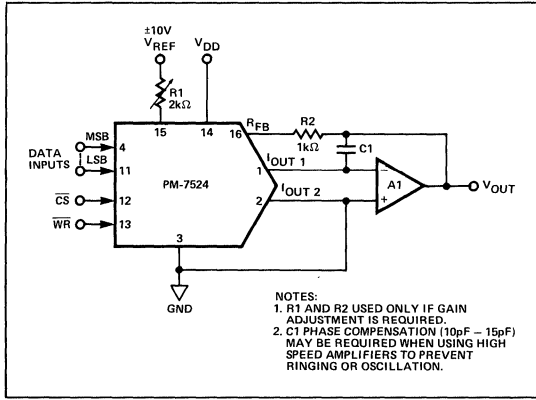 ±10V
VREF
VDD
R1
2kΩ
15
14
16
RFB
R2
1kΩ
C1
DATA
INPUTS
MSB
LSB
4
11
CS
12
WR
13
PM-7524
1
IOUT 1
2
IOUT 2
3
A1
−
+
VOUT
GND
NOTES:
1. R1 AND R2 USED ONLY IF GAIN
ADJUSTMENT IS REQUIRED.
2. C1 PHASE COMPENSATION (10pF – 15pF)
MAY BE REQUIRED WHEN USING HIGH
SPEED AMPLIFIERS TO PREVENT
RINGING OR OSCILLATION.